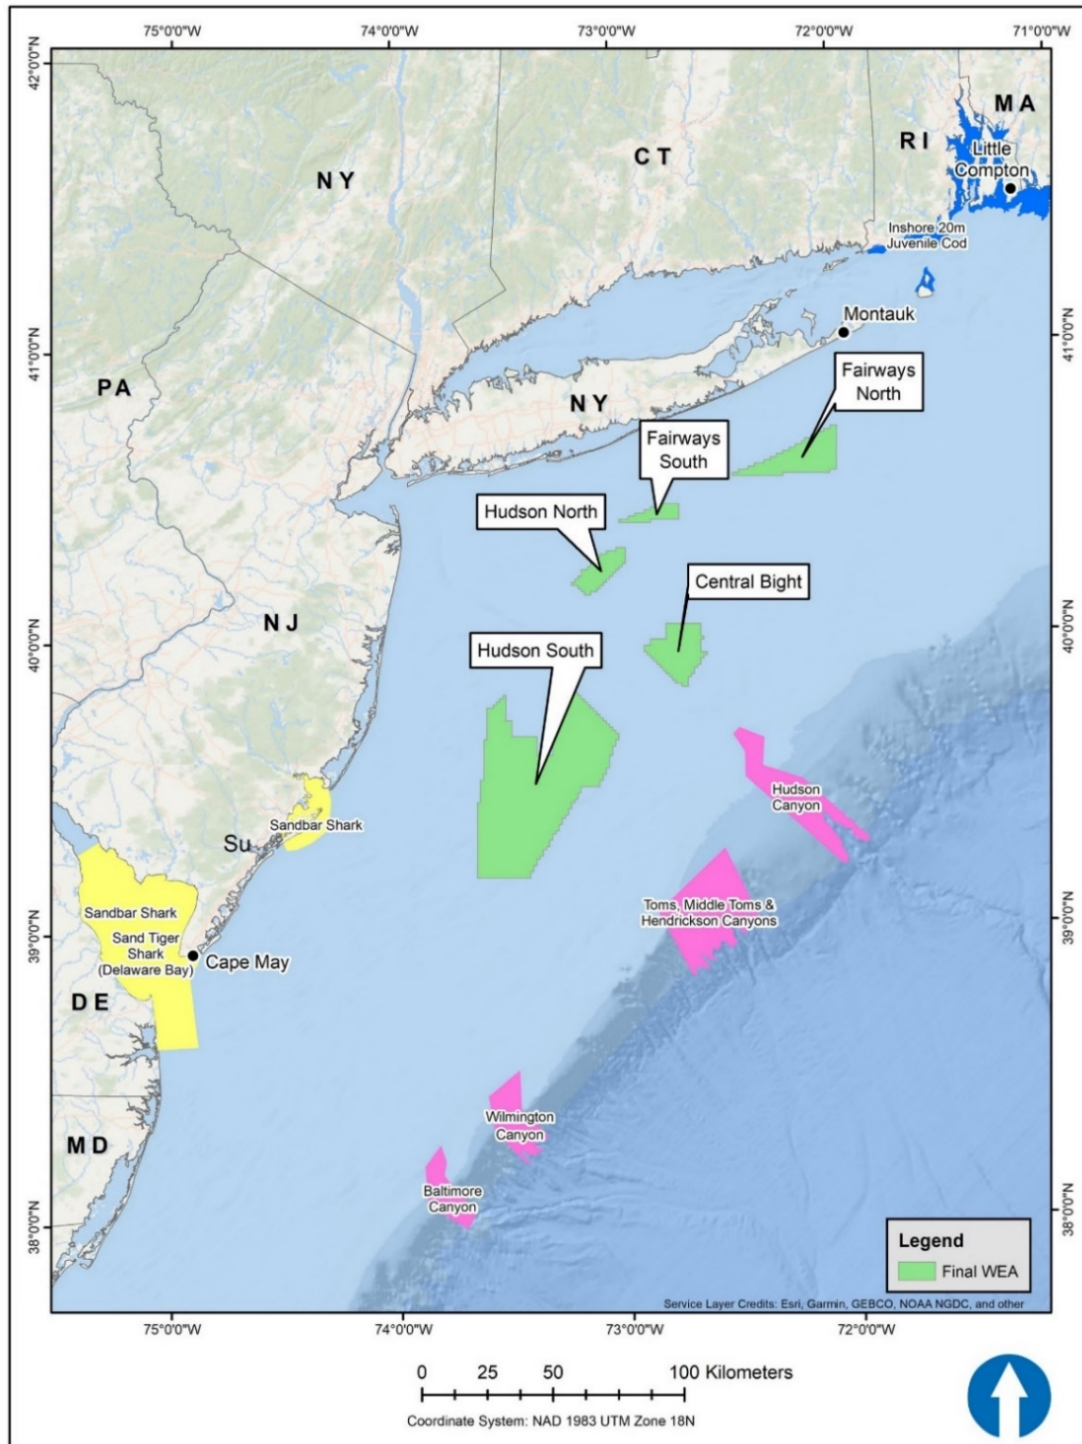 75°0'0"W
74°0'0"W
73°0'0"W
72°0'0"W
71°0'0"W
42°0'0"N
MA
RI
Little
Compton
CT
NY
Inshore 20m
Juvenile Cod
Montauk
41°0'0"N
41°0'0"N
Fairways
North
PA
NY
Fairways
South
Hudson North
Central Bight
NJ
40°0'0"N
40°0'0"N
Hudson South
Hudson
Canyon
Sandbar Shark
Su
Toms, Middle Toms &
Hendrickson Canyons
Sandbar Shark
39°0'0"N
39°0'0"N
Sand Tiger
Shark
(Delaware Bay)
Cape May
DE
Wilmington
Canyon
MD
Baltimore
Canyon
38°0'0"N
38°0'0"N
Legend
Final WEA
Service Layer Credits: Esri, Garmin, GEBCO, NOAA NGDC, and other
75°0'0"W
74°0'0"W
73°0'0"W
72°0'0"W
0 25 50 100 Kilometers
Coordinate System: NAD 1983 UTM Zone 18N